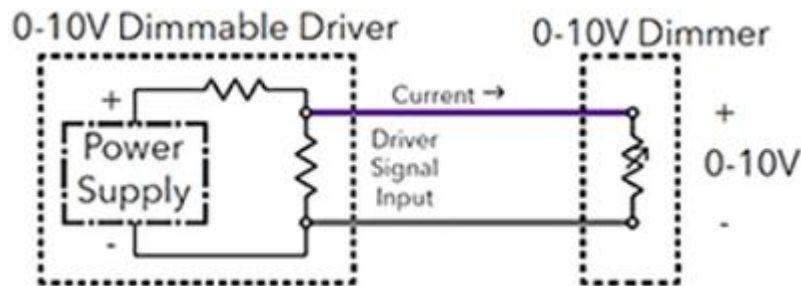 0-10V Dimmable Driver
0-10V Dimmer
+
Current →
+
Power
Supply
Driver
Signal
Input
0-10V
-
-